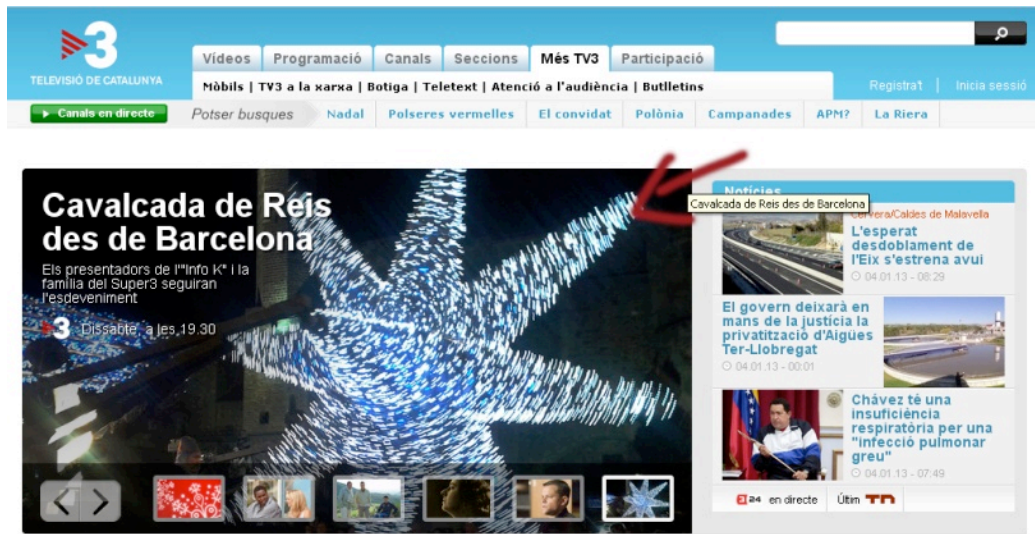 3
TELEVISIÓ DE CATALUNYA
Vídeos Programació Canals Seccions Més TV3 Participació
Mòbils | TV3 a la xarxa | Botiga | Teletext | Atenció a l'audiència | Butlletins
Registra't | Inicia sessió
Canals en directe
Potser busques Nadal Polseres vermelles El convidat Polònia Campanades APM? La Riera
Cavalcada de Reis
des de Barcelona
Els presentadors de l'"Info K" i la
família del Super3 seguiran
l'esdeveniment
3 Dissabte, a les 19.30
Notícies
Cavalcada de Reis des de Barcelona
Cervera/Caldes de Malavella
L'esperat
desdoblament de
l'Eix s'estrena avui
04.01.13 - 08:29
El govern deixarà en
mans de la justícia la
privatització d'Aigües
Ter-Llobregat
04.01.13 - 00:01
Chávez té una
insuficiència
respiratòria per una
"infecció pulmonar
greu"
04.01.13 - 07:49
324 en directe Últim TN